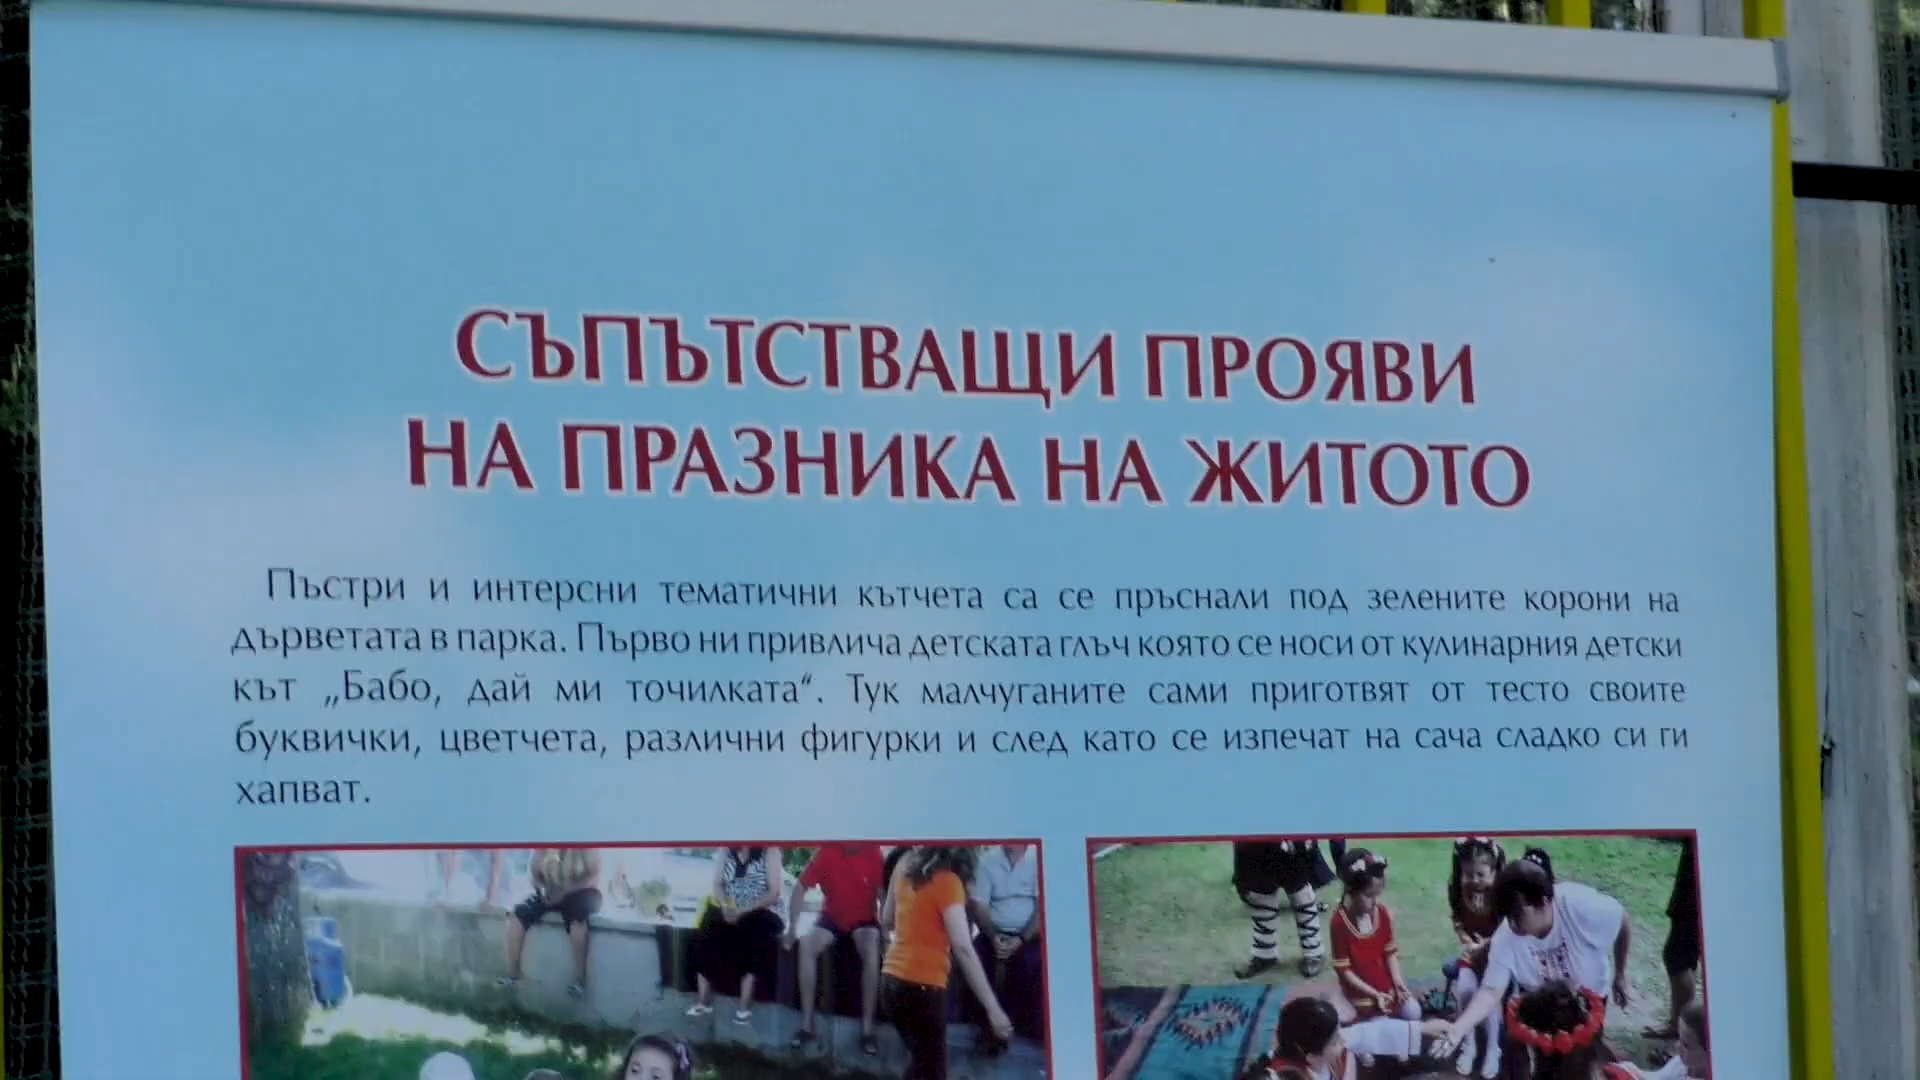 СЪПЪТСТВАЩИ ПРОЯВИ
НА ПРАЗНИКА НА ЖИТОТО
Пъстри и интерсни тематични кътчета са се пръснали под зелените корони на
дърветата в парка. Първо ни привлича детската глъч която се носи от кулинарния детски
кът „Бабо, дай ми точилката“. Тук малчуганите сами приготвят от тесто своите
буквички, цветчета, различни фигурки и след като се изпечат на сача сладко си ги
хапват.